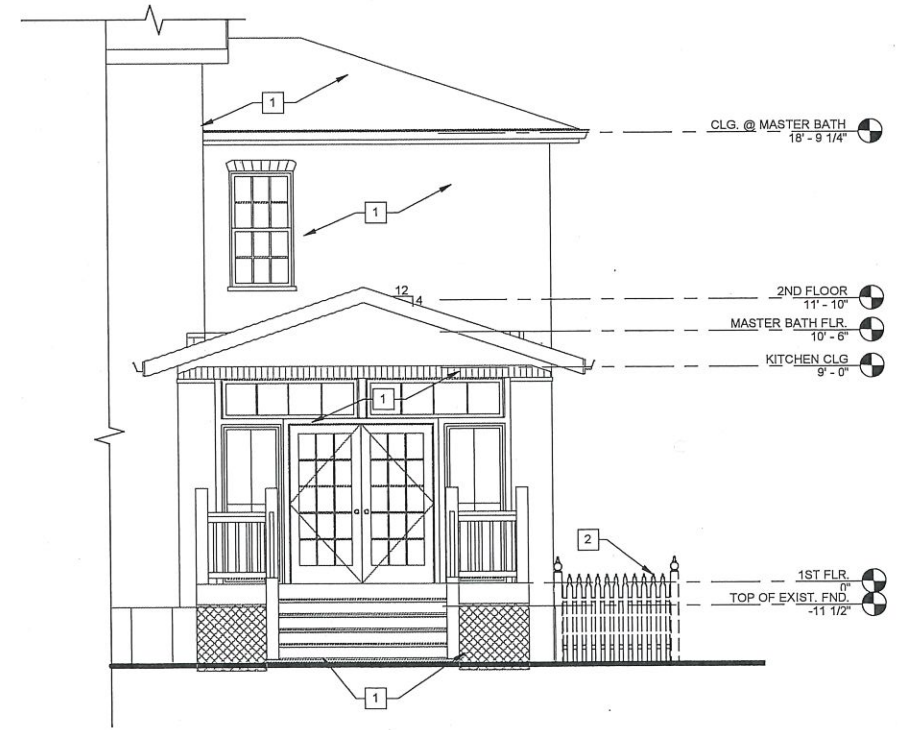 1
CLG. @ MASTER BATH
18' - 9 1/4"
1
12
4
2ND FLOOR
11' - 10"
MASTER BATH FLR.
10' - 6"
KITCHEN CLG
9' - 0"
1
2
1ST FLR.
0"
TOP OF EXIST. FND.
-11 1/2"
1